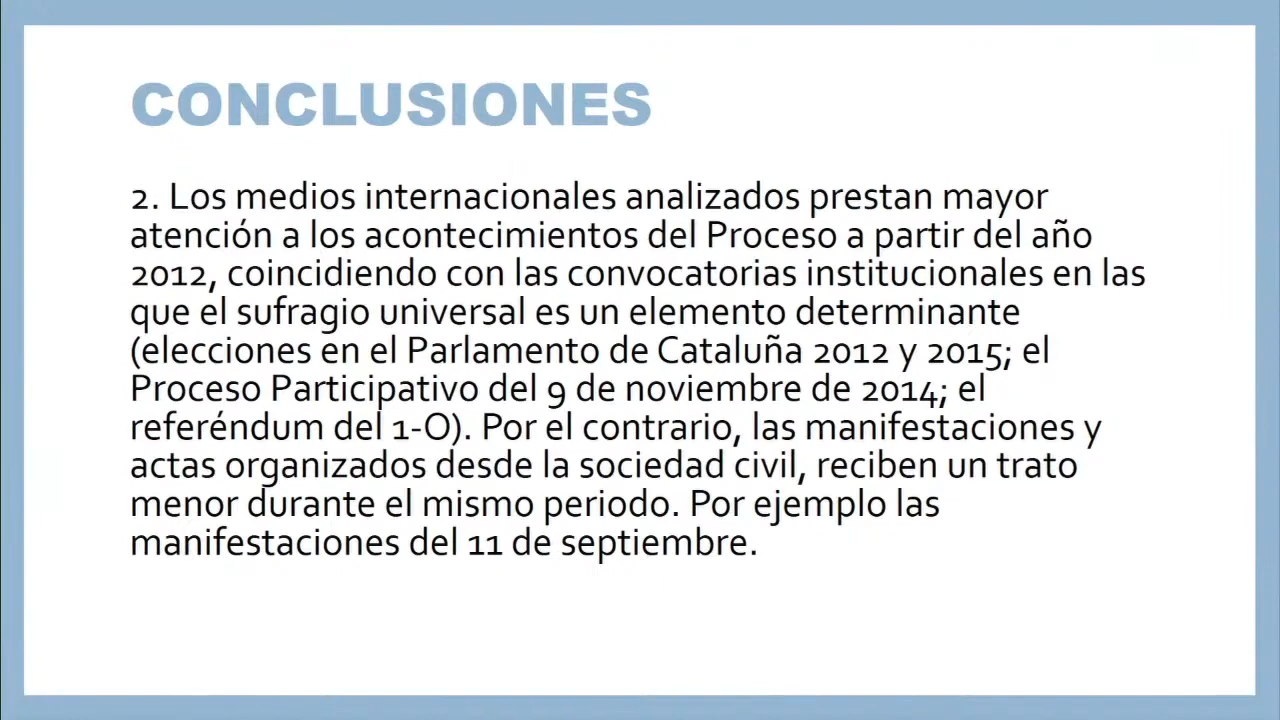 CONCLUSIONES
2. Los medios internacionales analizados prestan mayor
atención a los acontecimientos del Proceso a partir del año
2012, coincidiendo con las convocatorias institucionales en las
que el sufragio universal es un elemento determinante
(elecciones en el Parlamento de Cataluña 2012 y 2015; el
Proceso Participativo del 9 de noviembre de 2014; el
referéndum del 1-O). Por el contrario, las manifestaciones y
actas organizados desde la sociedad civil, reciben un trato
menor durante el mismo periodo. Por ejemplo las
manifestaciones del 11 de septiembre.